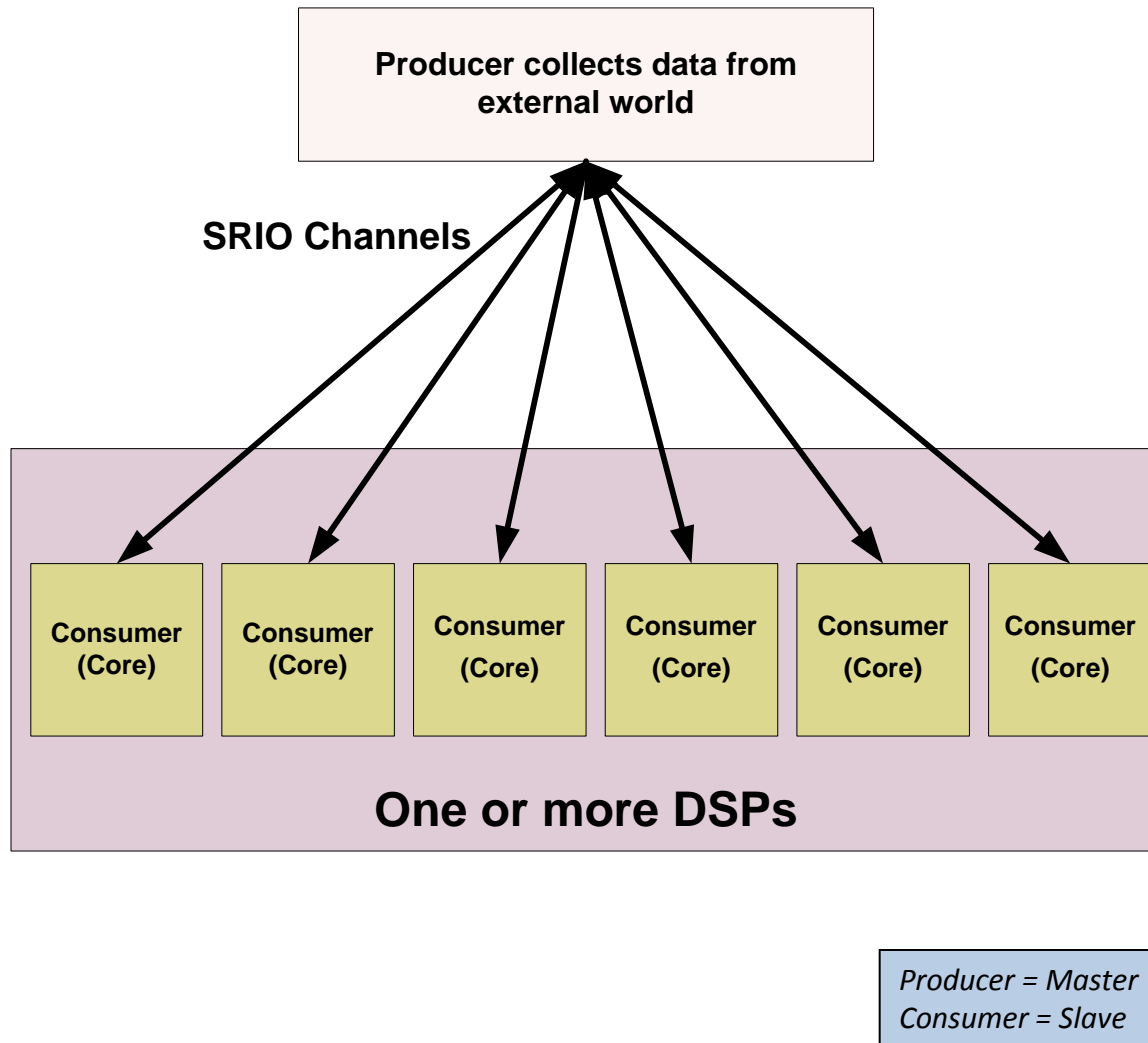 Producer collects data from
external world
SRIO Channels
Consumer
(Core)
Consumer
(Core)
Consumer
(Core)
Consumer
(Core)
Consumer
(Core)
Consumer
(Core)
One or more DSPs
Producer = Master
Consumer = Slave